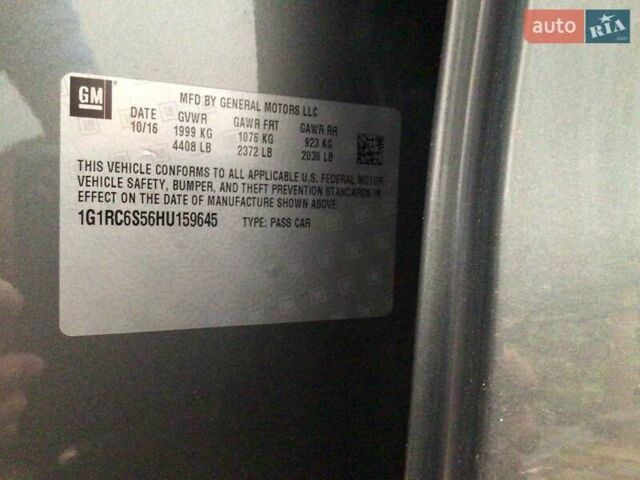 auto RIA .com
GM
MFD BY GENERAL MOTORS LLC
DATE GVWR GAWR FRT GAWR RR
10/16 1999 KG 1076 KG 923 KG
4408 LB 2372 LB 2036 LB
THIS VEHICLE CONFORMS TO ALL APPLICABLE U.S. FEDERAL MOTOR
VEHICLE SAFETY, BUMPER, AND THEFT PREVENTION STANDARDS IN
EFFECT ON THE DATE OF MANUFACTURE SHOWN ABOVE.
1G1RC6S56HU159645 TYPE: PASS CAR